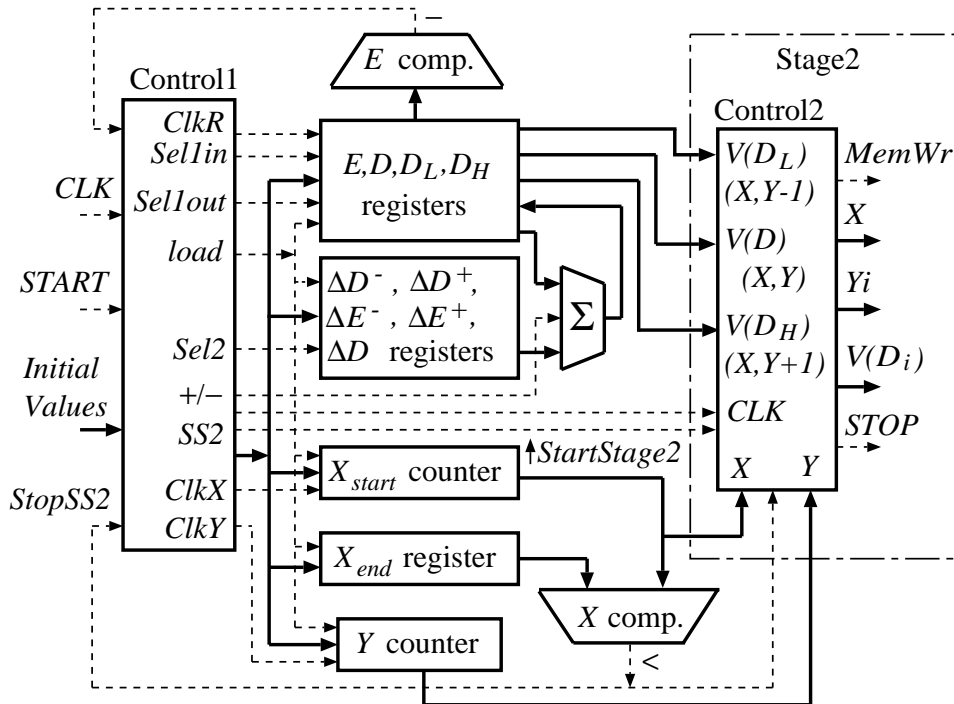 −
E comp.
Stage2
Control1
Control2
ClkR
Sel1in
CLK
Sel1out
load
START
Sel2
+/−
Initial
Values
SS2
StopSS2
ClkX
ClkY
E,D,D_L,D_H
registers
ΔD⁻, ΔD⁺,
ΔE⁻, ΔE⁺,
ΔD registers
Σ
X_start counter
StartStage2
X_end register
X comp.
<
Y counter
V(D_L)
(X,Y-1)
V(D)
(X,Y)
V(D_H)
(X,Y+1)
CLK
X Y
MemWr
X
Yi
V(D_i)
STOP